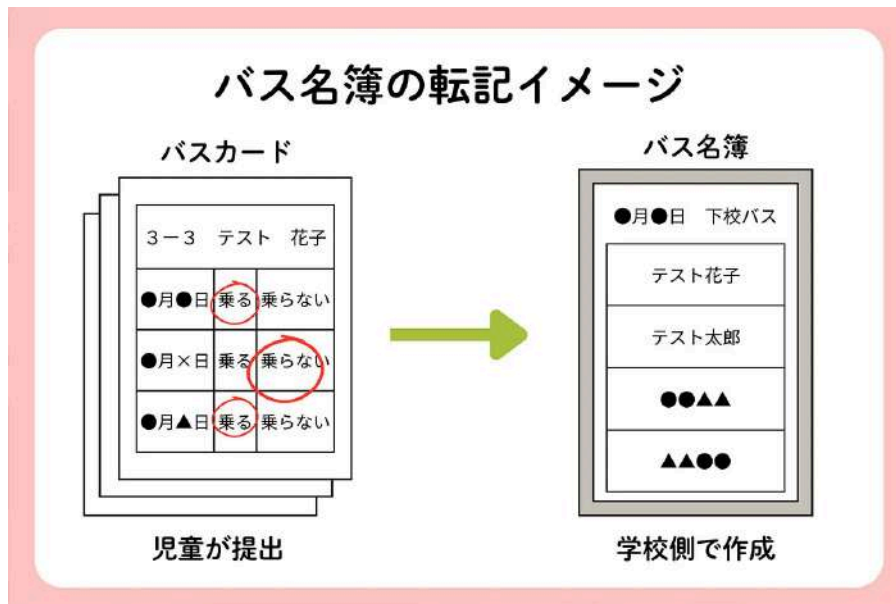 バス名簿の転記イメージ
バスカード
3-3 テスト 花子
●月●日 乗る 乗らない
●月×日 乗る 乗らない
●月▲日 乗る 乗らない
児童が提出
バス名簿
●月●日 下校バス
テスト花子
テスト太郎
●●▲▲
▲▲●●
学校側で作成